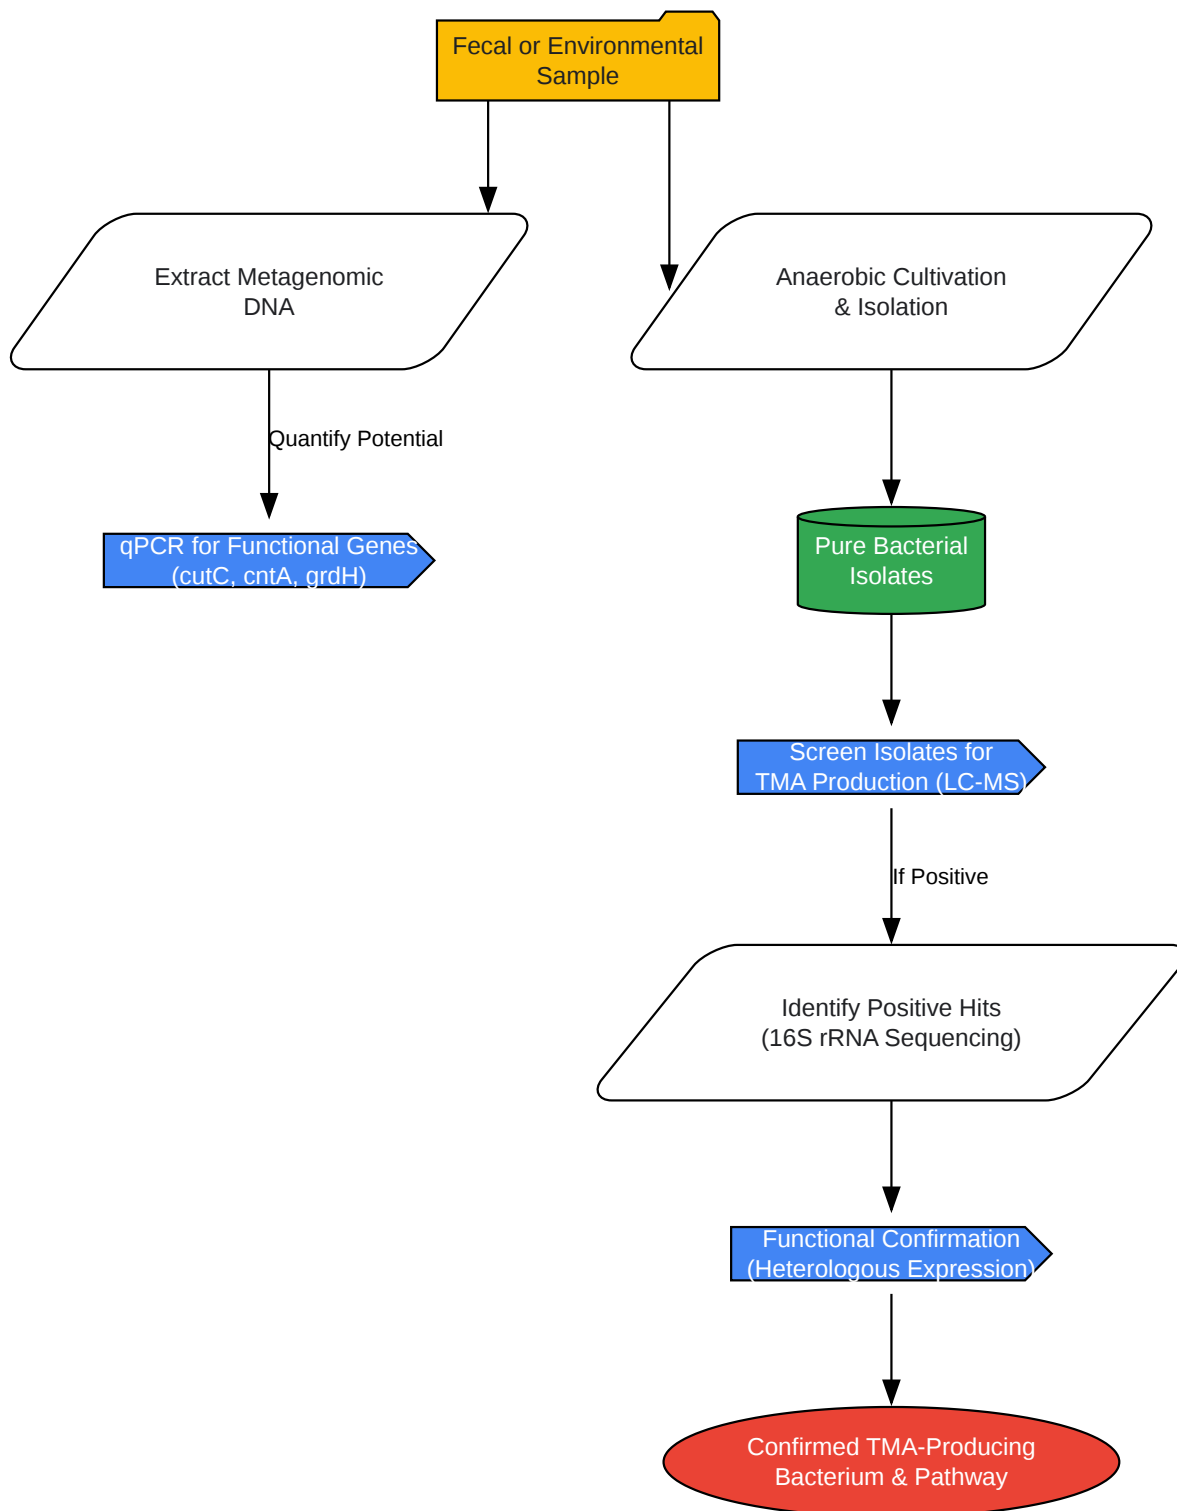 Fecal or Environmental
Sample
Extract Metagenomic
DNA
Anaerobic Cultivation
& Isolation
Quantify Potential
qPCR for Functional Genes
(cutC, cntA, grdH)
Pure Bacterial
Isolates
Screen Isolates for
TMA Production (LC-MS)
If Positive
Identify Positive Hits
(16S rRNA Sequencing)
Functional Confirmation
(Heterologous Expression)
Confirmed TMA-Producing
Bacterium & Pathway